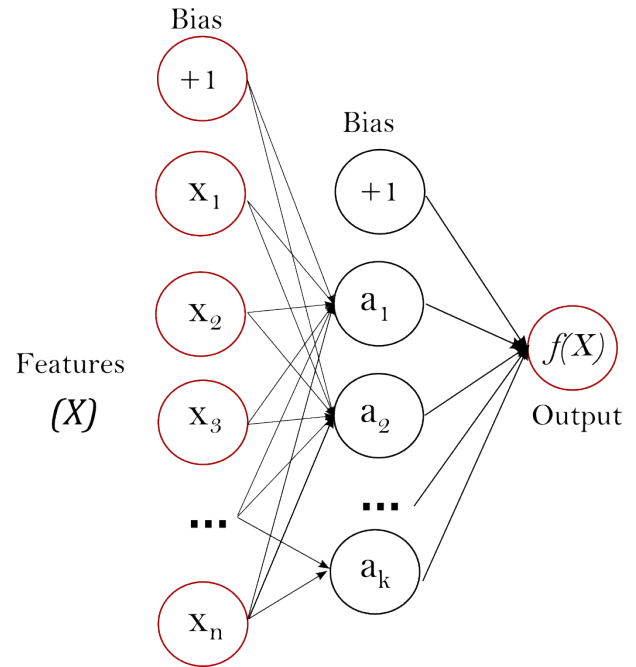 Bias
+1
x1
x2
x3
...
xn
Features
(X)
Bias
+1
a1
a2
...
ak
f(X)
Output